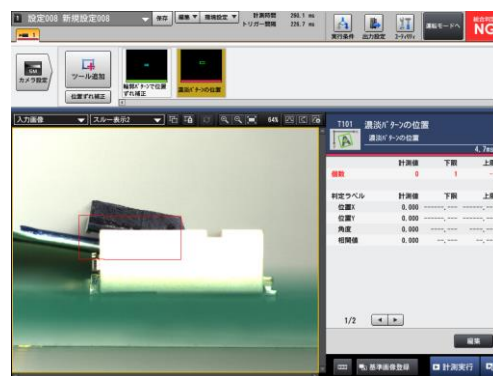 1 設定008 新規設定008
保存
編集
環境設定
計測時間 260.1 ms
トリガー間隔 226.7 ms
実行条件
出力設定
ユーティリティ
運転モードへ
総合判定
NG
1
カメラ設定
ツール追加
位置ずれ補正
輪郭パターンで位置ずれ補正
濃淡パターンの位置
入力画像
スルー表示2
64%
T101 濃淡パターンの位置
濃淡パターンの位置
4.7ms
計測値 下限 上限
個数 0 1
判定ラベル 計測値 下限 上限
位置X 0.000
位置Y 0.000
角度 0.000
相関値 0.000
1/2
編集
基準画像登録
計測実行